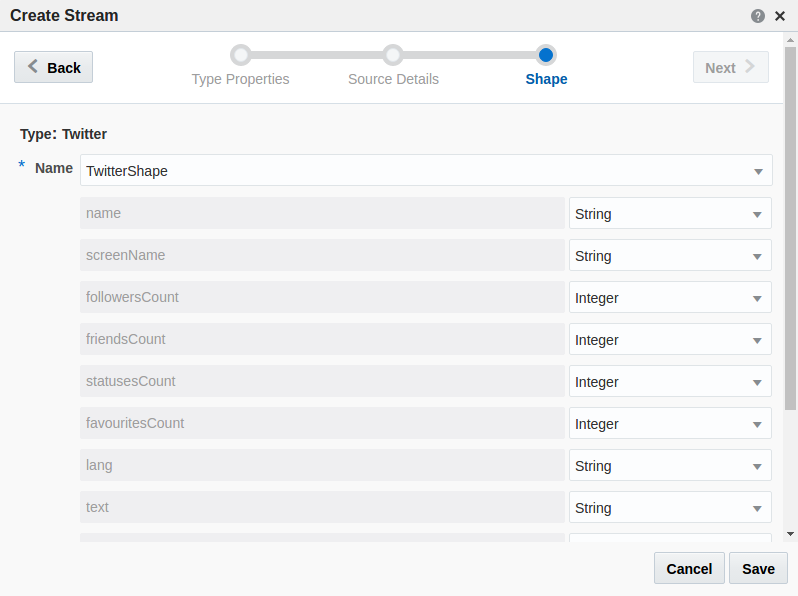 Create Stream
Back
Next
Type Properties
Source Details
Shape
Type: Twitter
* Name
TwitterShape
name String
screenName String
followersCount Integer
friendsCount Integer
statusesCount Integer
favouritesCount Integer
lang String
text String
Cancel
Save